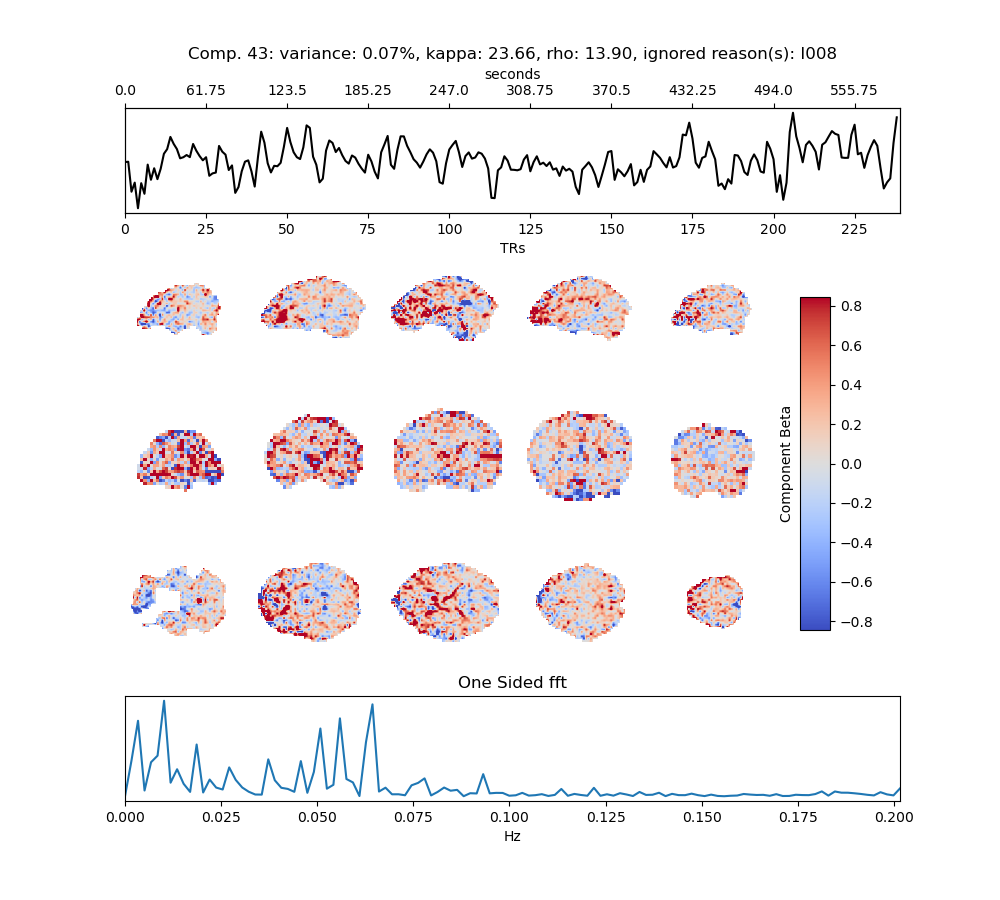 Comp. 43: variance: 0.07%, kappa: 23.66, rho: 13.90, ignored reason(s): I008
seconds
0.0 61.75 123.5 185.25 247.0 308.75 370.5 432.25 494.0 555.75
0 25 50 75 100 125 150 175 200 225
TRs
0.8
0.6
0.4
0.2
0.0
−0.2
−0.4
−0.6
−0.8
Component Beta
One Sided fft
0.000 0.025 0.050 0.075 0.100 0.125 0.150 0.175 0.200
Hz